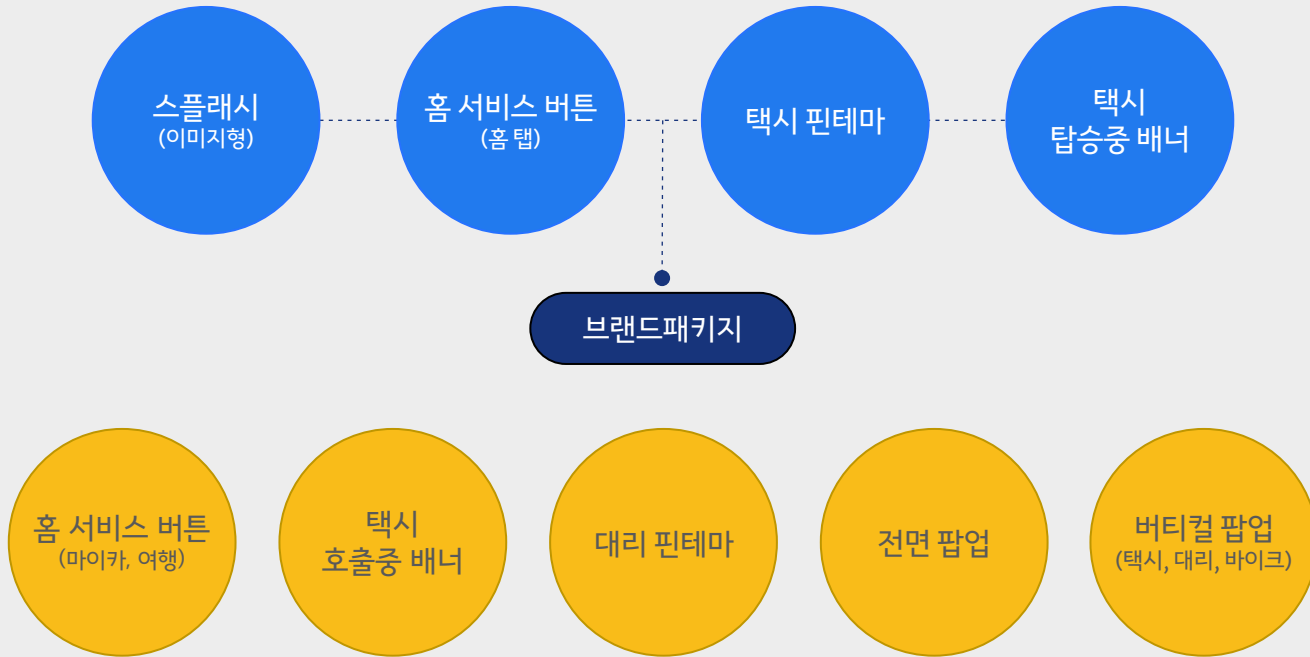 스플래시
(이미지형)
홈 서비스 버튼
(홈 탭)
택시 핀테마
택시
탑승중 배너
브랜드패키지
홈 서비스 버튼
(마이카, 여행)
택시
호출중 배너
대리 핀테마
전면 팝업
버티컬 팝업
(택시, 대리, 바이크)